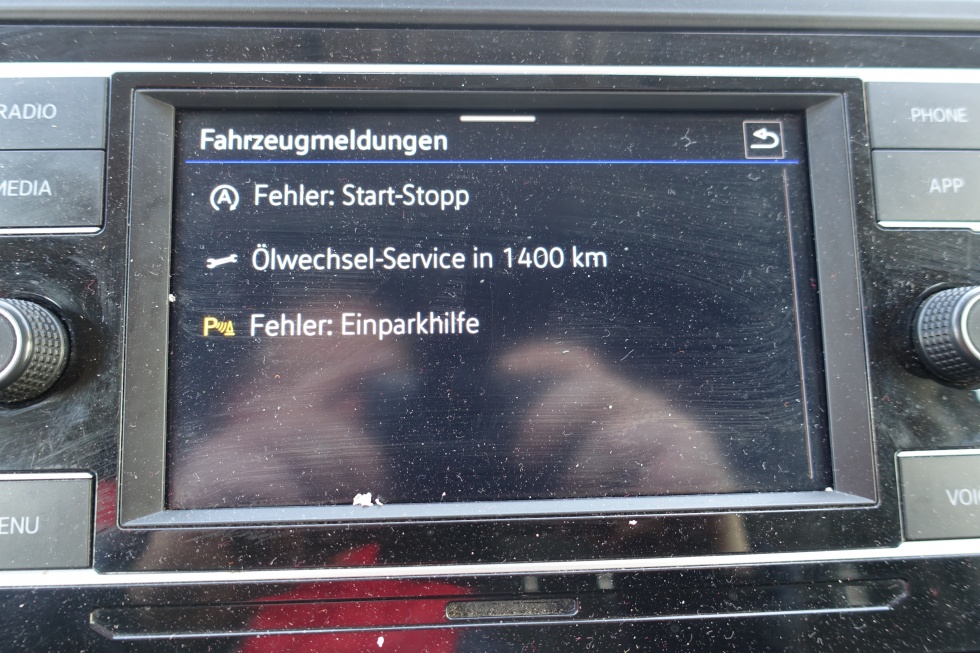 RADIO
MEDIA
Fahrzeugmeldungen
Fehler: Start-Stopp
Ölwechsel-Service in 1400 km
Fehler: Einparkhilfe
PHONE
APP
ENU
VOI